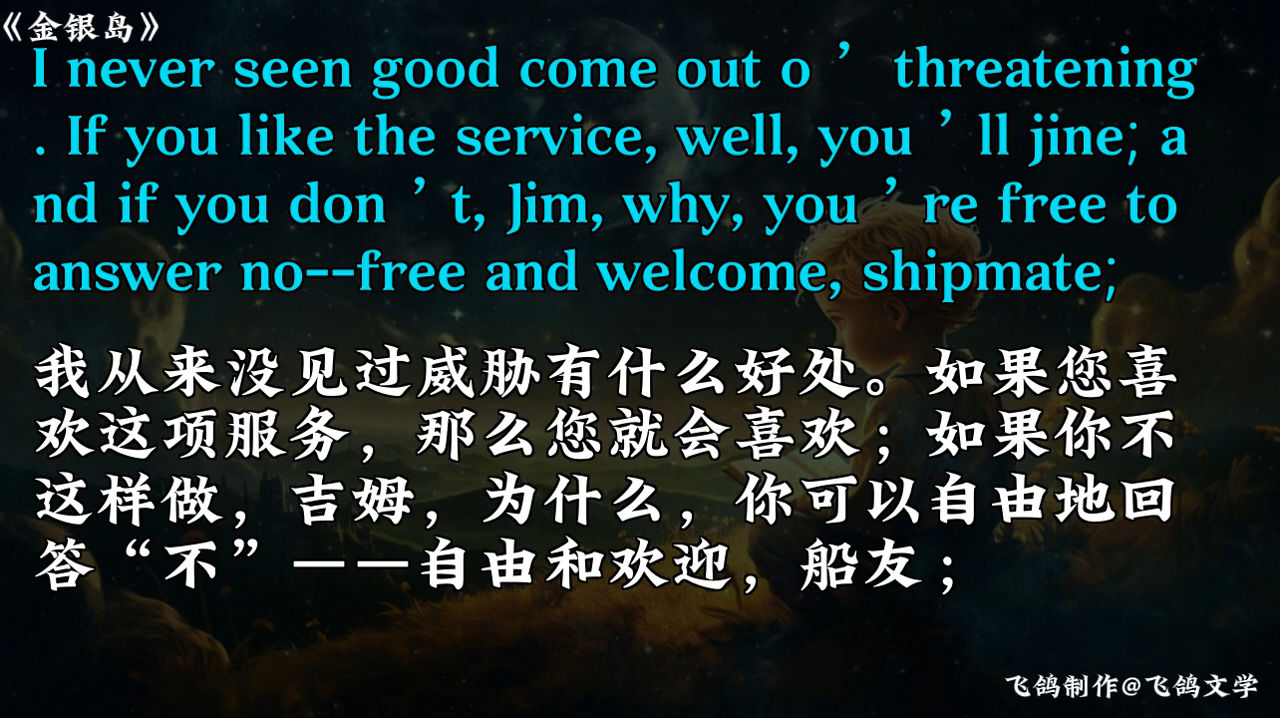 《金银岛》
I never seen good come out o ’ threatening
. If you like the service, well, you ’ ll jine; a
nd if you don ’ t, Jim, why, you ’ re free to
answer no--free and welcome, shipmate;
我从来没见过威胁有什么好处。如果您喜
欢这项服务，那么您就会喜欢；如果你不
这样做，吉姆，为什么，你可以自由地回
答“不”——自由和欢迎，船友；
飞鸽制作@飞鸽文学